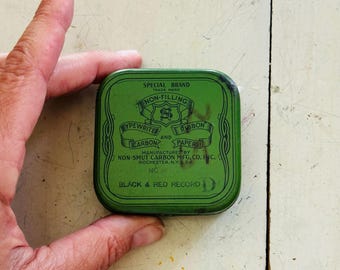 SPECIAL BRAND
TRADE MARK
NON-FILLING
S
TYPEWRITER RIBBON
AND
CARBON PAPER
MANUFACTURED BY
NON-SMUT CARBON MFG. CO. INC.
ROCHESTER, N.Y.
NO
BLACK & RED RECORD D